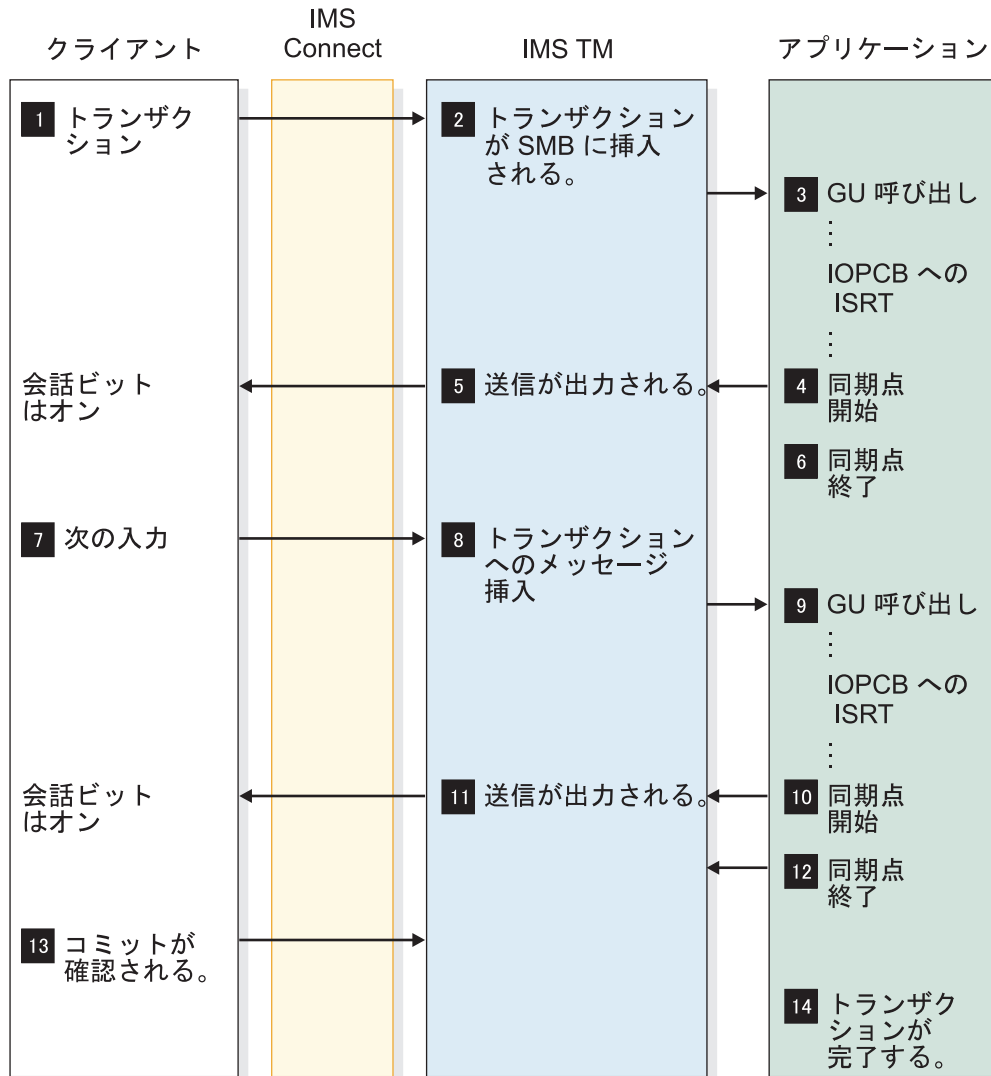 クライアント
IMS
Connect
IMS TM
アプリケーション
1 トランザク
ション
2 トランザクション
が SMB に挿入
される。
3 GU 呼び出し
⋮
IOPCB への
ISRT
⋮
会話ビット
はオン
5 送信が出力される。
4 同期点
開始
6 同期点
終了
7 次の入力
8 トランザクション
へのメッセージ
挿入
9 GU 呼び出し
⋮
IOPCB への
ISRT
⋮
会話ビット
はオン
11 送信が出力される。
10 同期点
開始
12 同期点
終了
13 コミットが
確認される。
14 トランザク
ションが
完了する。